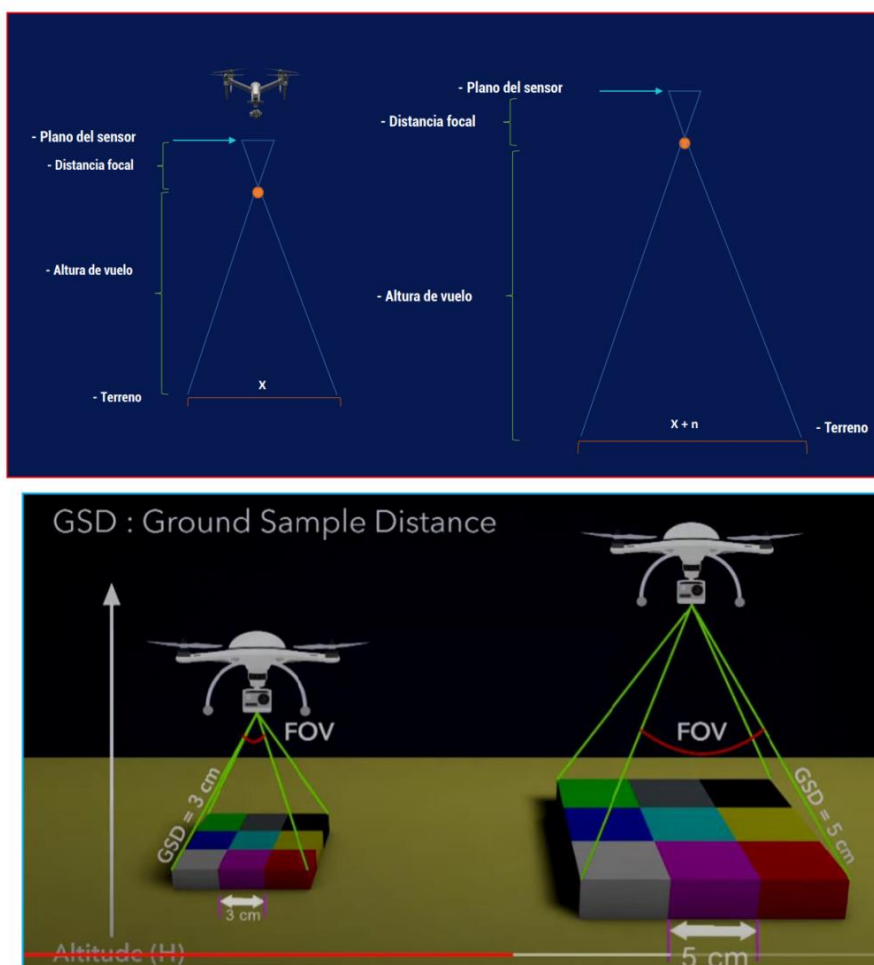 - Plano del sensor
- Distancia focal
- Altura de vuelo
- Terreno
X
- Plano del sensor
- Distancia focal
- Altura de vuelo
X + n
- Terreno
GSD : Ground Sample Distance
FOV
GSD = 3 cm
3 cm
FOV
GSD = 5 cm
5 cm
Altitude (H)